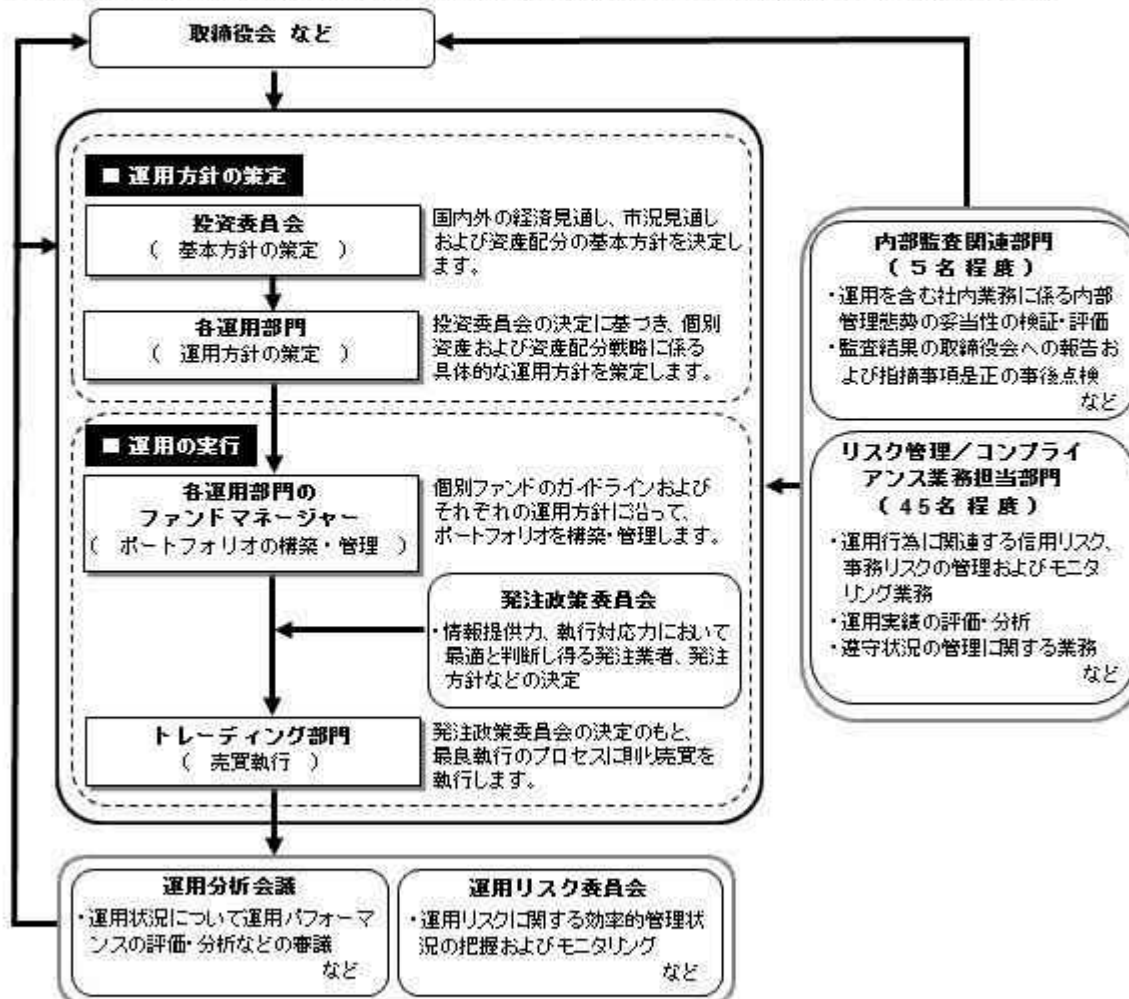 取締役会 など
■ 運用方針の策定
投資委員会
( 基本方針の策定 )
国内外の経済見通し、市況見通し
および資産配分の基本方針を決定し
ます。
各運用部門
( 運用方針の策定 )
投資委員会の決定に基づき、個別
資産および資産配分戦略に係る
具体的な運用方針を策定します。
■ 運用の実行
各運用部門の
ファンドマネージャー
( ポートフォリオの構築・管理 )
個別ファンドのガイドラインおよび
それぞれの運用方針に沿って、
ポートフォリオを構築・管理します。
発注政策委員会
・情報提供力、執行対応力において
最適と判断し得る発注業者、発注
方針などの決定
トレーディング部門
( 売買執行 )
発注政策委員会の決定のもと、
最良執行のプロセスに則り売買を
執行します。
内部監査関連部門
( 5名程度 )
・運用を含む社内業務に係る内部
管理態勢の妥当性の検証・評価
・監査結果の取締役会への報告お
よび指摘事項是正の事後点検
など
リスク管理／コンプライ
アンス業務担当部門
( 45名程度 )
・運用行為に関連する信用リスク、
事務リスクの管理およびモニタ
リング業務
・運用実績の評価・分析
・遵守状況の管理に関する業務
など
運用分析会議
・運用状況について運用パフォーマ
ンスの評価・分析などの審議
など
運用リスク委員会
・運用リスクに関する効率的管理状
況の把握およびモニタリング
など